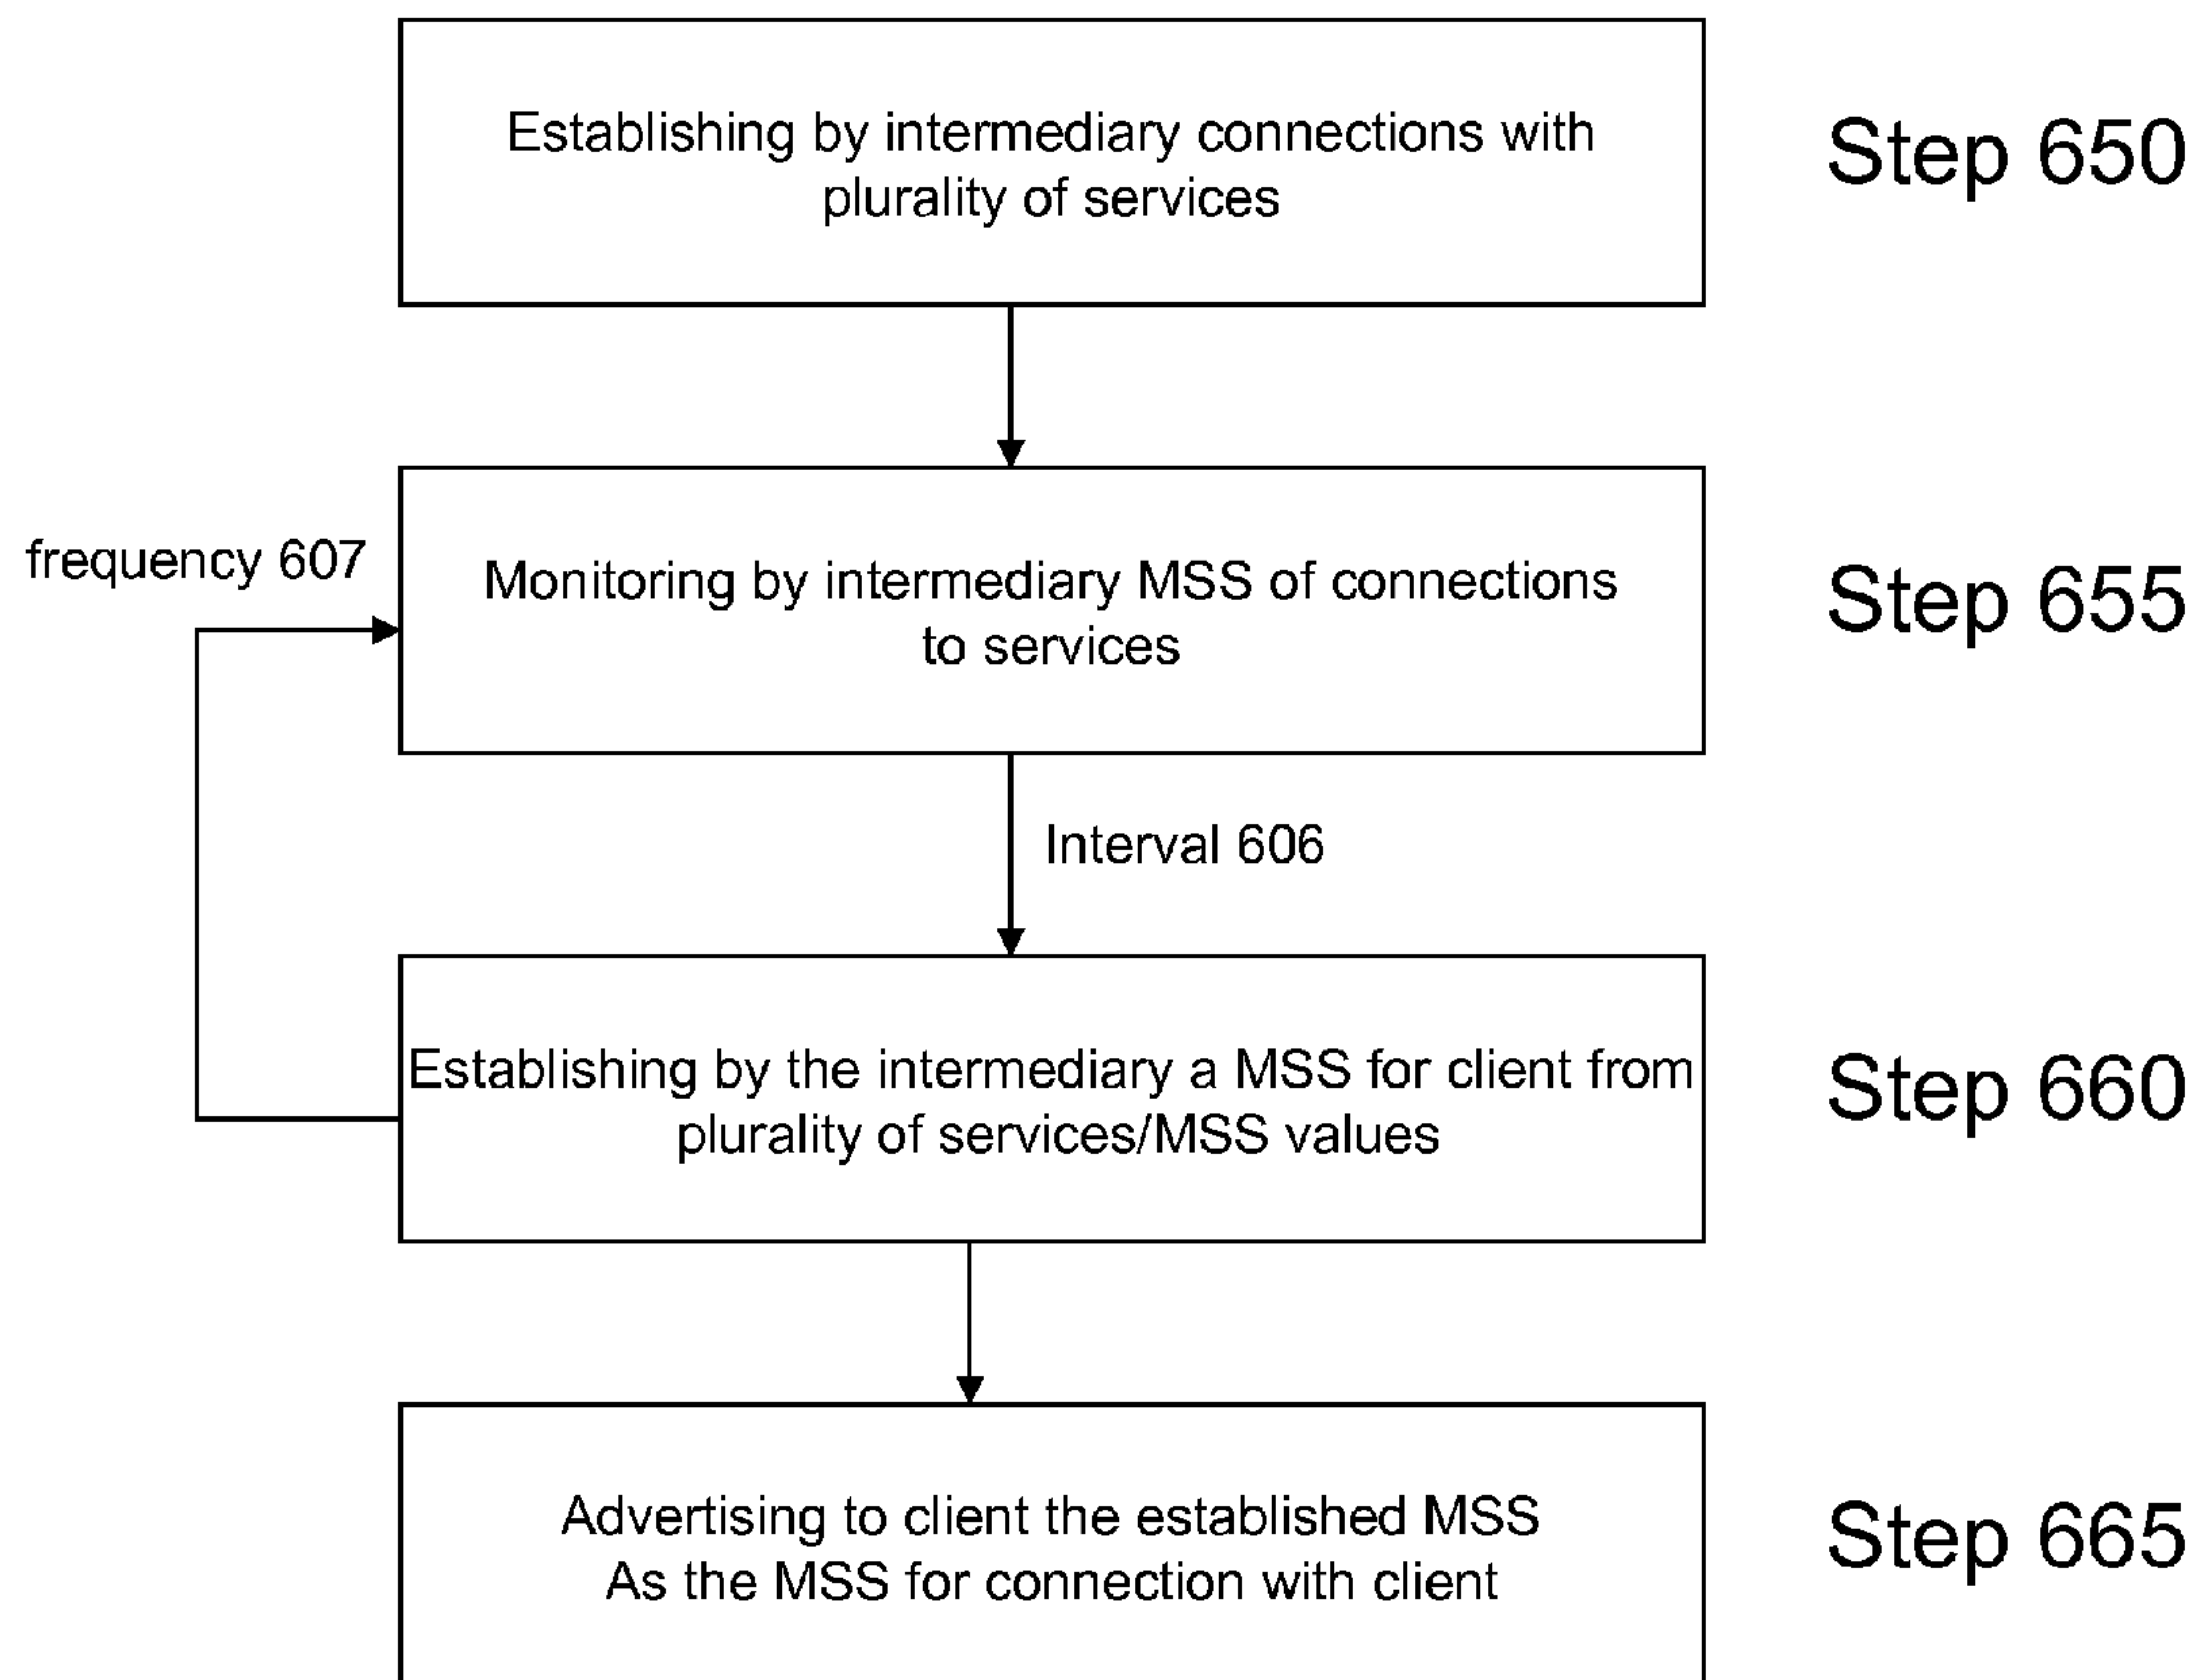 Establishing by intermediary connections with
plurality of services
Step 650
frequency 607
Monitoring by intermediary MSS of connections
to services
Step 655
Interval 606
Establishing by the intermediary a MSS for client from
plurality of services/MSS values
Step 660
Advertising to client the established MSS
As the MSS for connection with client
Step 665